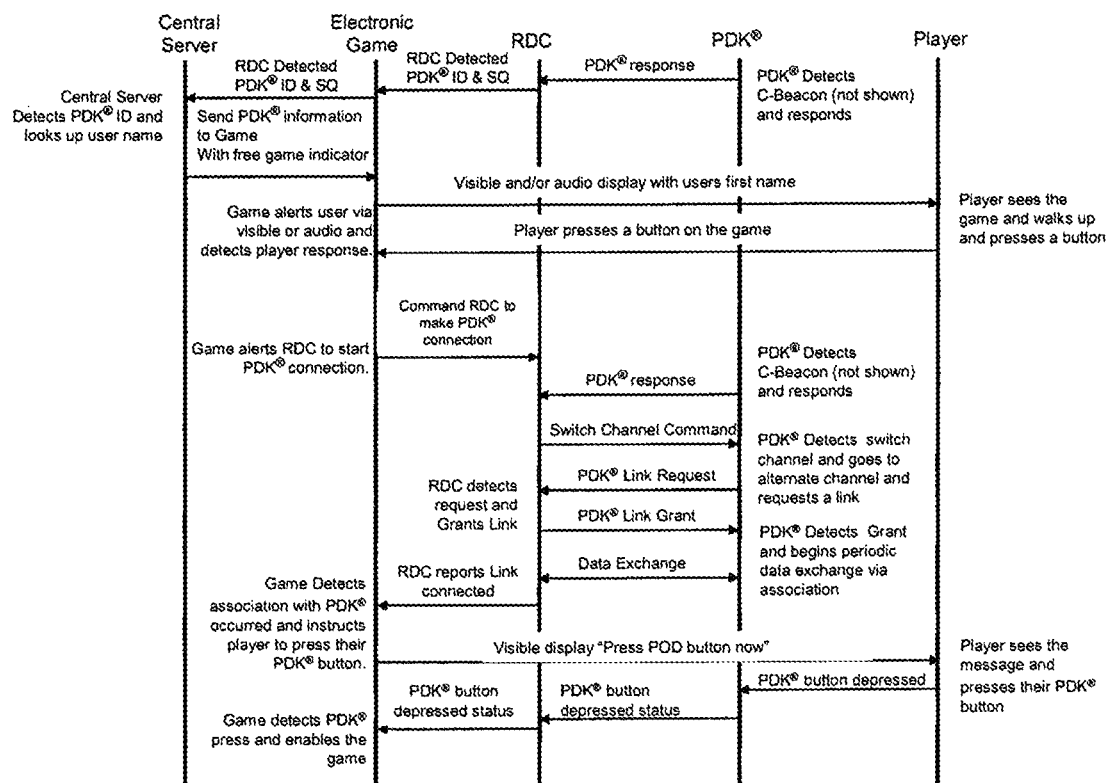 Central
Server
Electronic
Game
RDC
PDK®
Player
RDC Detected
PDK® ID & SQ
RDC Detected
PDK® ID & SQ
PDK® response
PDK® Detects
C-Beacon (not shown)
and responds
Central Server
Detects PDK® ID and
looks up user name
Send PDK® information
to Game
With free game indicator
Visible and/or audio display with users first name
Player sees the
game and walks up
and presses a button
Game alerts user via
visible or audio and
detects player response.
Player presses a button on the game
Command RDC to
make PDK®
connection
Game alerts RDC to start
PDK® connection.
PDK® Detects
C-Beacon (not shown)
and responds
PDK® response
Switch Channel Command
PDK® Detects switch
channel and goes to
alternate channel and
requests a link
PDK® Link Request
RDC detects
request and
Grants Link
PDK® Link Grant
PDK® Detects Grant
and begins periodic
data exchange via
association
Data Exchange
RDC reports Link
connected
Game Detects
association with PDK®
occurred and instructs
player to press their
PDK® button.
Visible display "Press POD button now"
Player sees the
message and
presses their PDK®
button
PDK® button depressed
PDK® button
depressed status
PDK® button
depressed status
Game detects PDK®
press and enables the
game